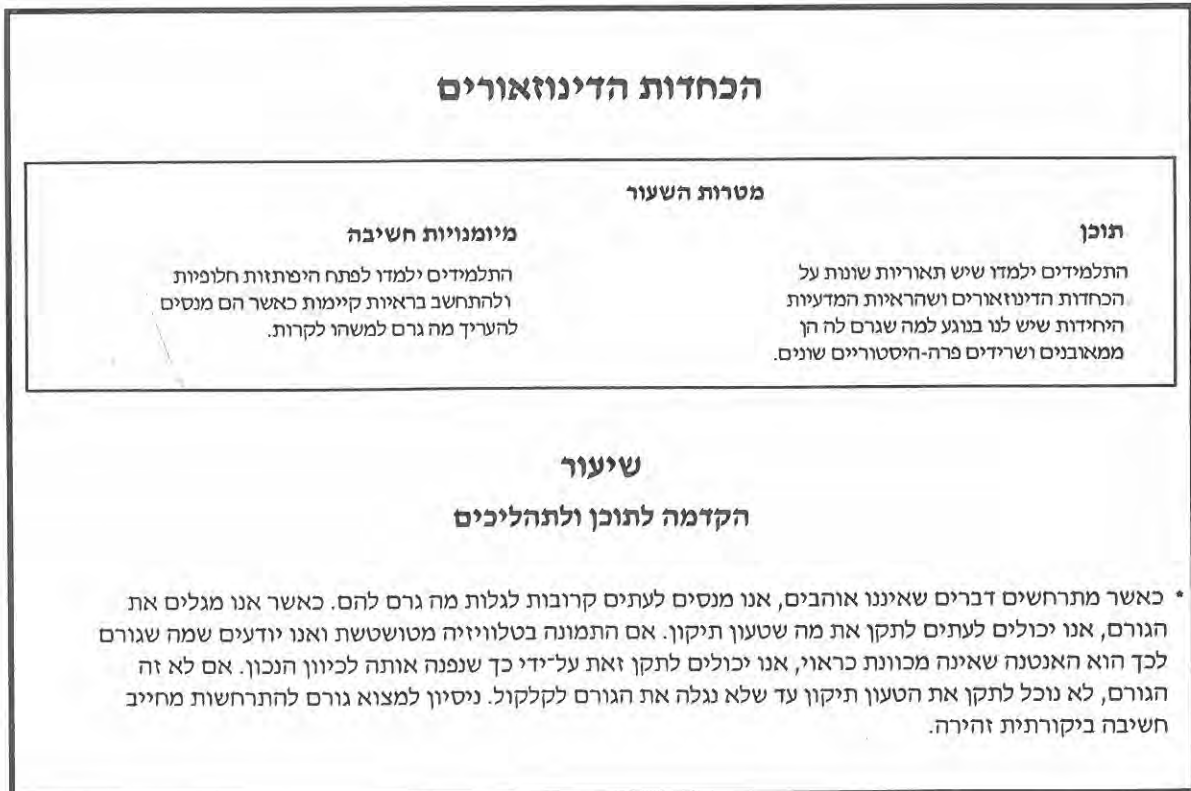 הכחדות הדינוזאורים
מטרות השעור
תוכן
התלמידים ילמדו שיש תאוריות שונות על
הכחדות הדינוזאורים ושהראיות המדעיות
היחידות שיש לנו בנוגע למה שגרם לה הן
ממאובנים ושרידים פרה-היסטוריים שונים.
מיומנויות חשיבה
התלמידים ילמדו לפתח היפותזות חלופיות
ולהתחשב בראיות קיימות כאשר הם מנסים
להעריך מה גרם למשהו לקרות.
שיעור
הקדמה לתוכן ולתהליכים
* כאשר מתרחשים דברים שאיננו אוהבים, אנו מנסים לעתים קרובות לגלות מה גרם להם. כאשר אנו מגלים את
הגורם, אנו יכולים לעתים לתקן את מה שטעון תיקון. אם התמונה בטלוויזיה מטושטשת ואנו יודעים שמה שגורם
לכך הוא האנטנה שאינה מכוונת כראוי, אנו יכולים לתקן זאת על-ידי כך שנפנה אותה לכיוון הנכון. אם לא זה
הגורם, לא נוכל לתקן את הטעון תיקון עד שלא נגלה את הגורם לקלקול. ניסיון למצוא גורם להתרחשות מחייב
חשיבה ביקורתית זהירה.